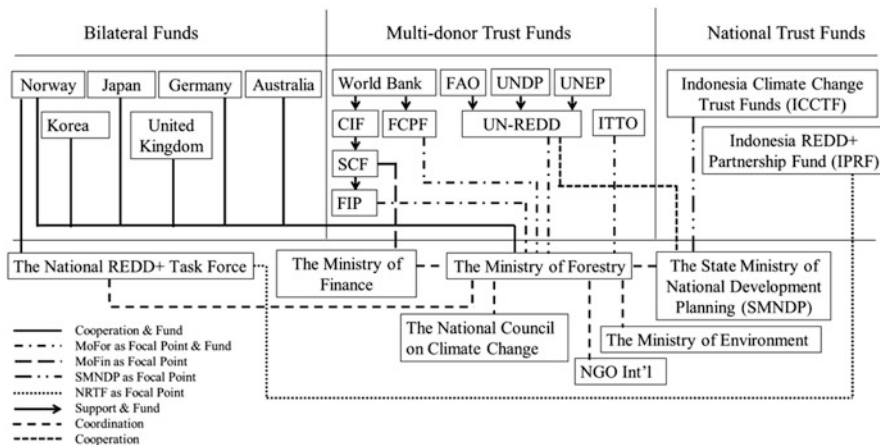 Bilateral Funds
Multi-donor Trust Funds
National Trust Funds
Norway
Japan
Germany
Australia
Korea
United
Kingdom
World Bank
FAO
UNDP
UNEP
CIF
FCPF
UN-REDD
ITTO
SCF
FIP
Indonesia Climate Change
Trust Funds (ICCTF)
Indonesia REDD+
Partnership Fund (IPRF)
The National REDD+ Task Force
The Ministry of
Finance
The Ministry of Forestry
The State Ministry of
National Development
Planning (SMNDP)
The National Council
on Climate Change
The Ministry of Environment
NGO Int'l
Cooperation & Fund
MoFor as Focal Point & Fund
MoFin as Focal Point
SMNDP as Focal Point
NRTF as Focal Point
Support & Fund
Coordination
Cooperation